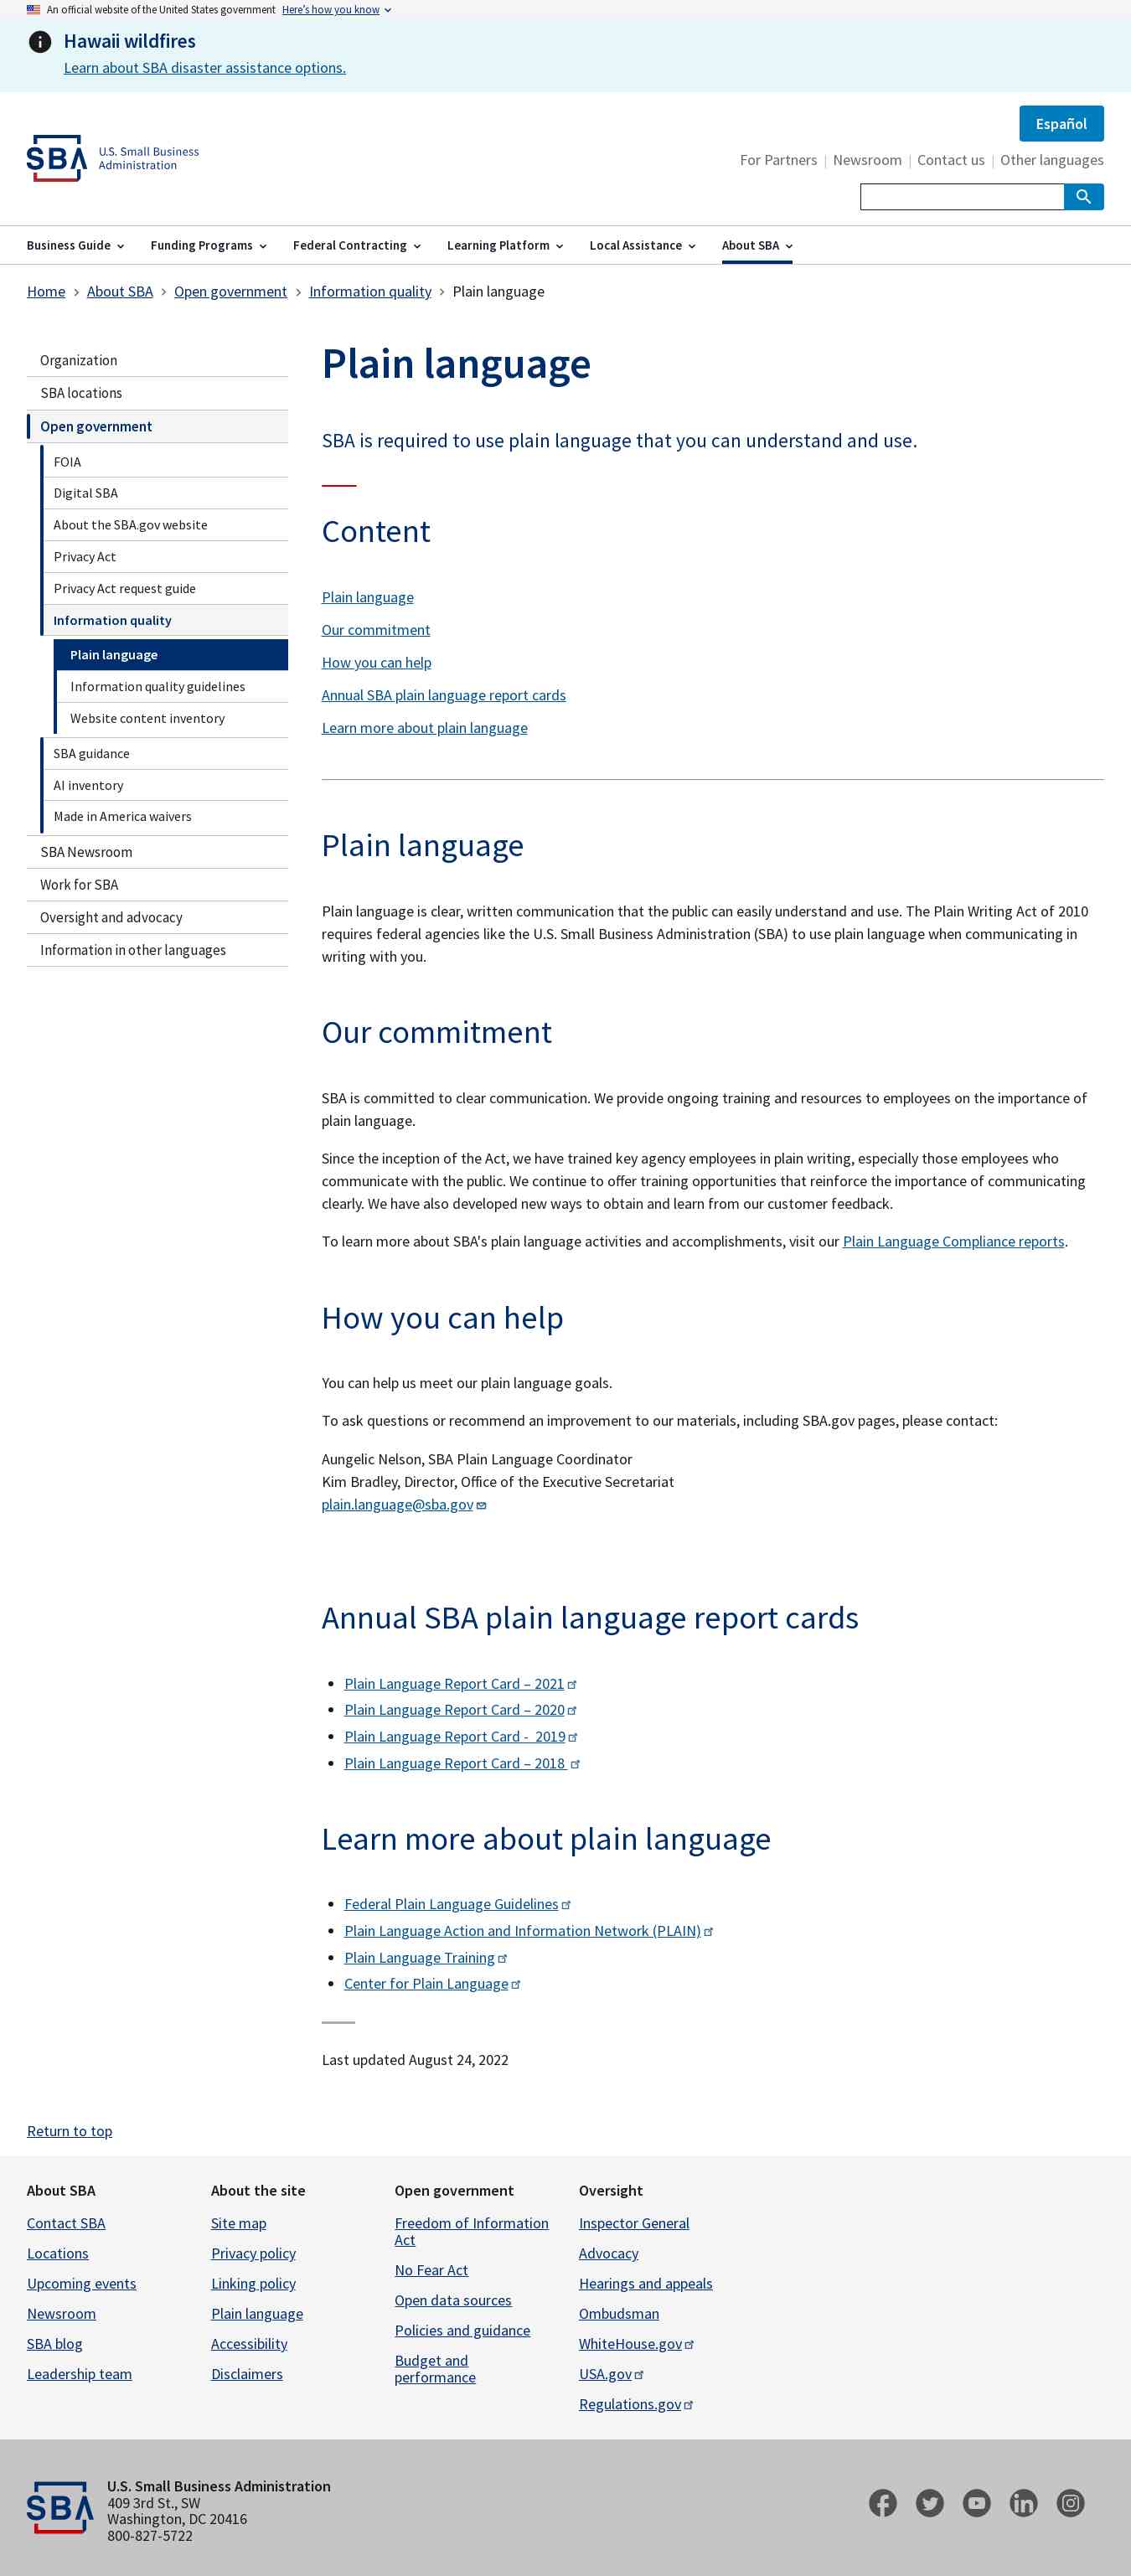 An official website of the United States government Here's how you know
Hawaii wildfires
Learn about SBA disaster assistance options.
Español
SBA U.S. Small Business
Administration
For Partners | Newsroom | Contact us | Other languages
Business Guide Funding Programs Federal Contracting Learning Platform Local Assistance About SBA
Home > About SBA > Open government > Information quality > Plain language
Organization
SBA locations
Open government
FOIA
Digital SBA
About the SBA.gov website
Privacy Act
Privacy Act request guide
Information quality
Plain language
Information quality guidelines
Website content inventory
SBA guidance
AI inventory
Made in America waivers
SBA Newsroom
Work for SBA
Oversight and advocacy
Information in other languages
Plain language
SBA is required to use plain language that you can understand and use.
Content
Plain language
Our commitment
How you can help
Annual SBA plain language report cards
Learn more about plain language
Plain language
Plain language is clear, written communication that the public can easily understand and use. The Plain Writing Act of 2010
requires federal agencies like the U.S. Small Business Administration (SBA) to use plain language when communicating in
writing with you.
Our commitment
SBA is committed to clear communication. We provide ongoing training and resources to employees on the importance of
plain language.
Since the inception of the Act, we have trained key agency employees in plain writing, especially those employees who
communicate with the public. We continue to offer training opportunities that reinforce the importance of communicating
clearly. We have also developed new ways to obtain and learn from our customer feedback.
To learn more about SBA's plain language activities and accomplishments, visit our Plain Language Compliance reports.
How you can help
You can help us meet our plain language goals.
To ask questions or recommend an improvement to our materials, including SBA.gov pages, please contact:
Aungelic Nelson, SBA Plain Language Coordinator
Kim Bradley, Director, Office of the Executive Secretariat
plain.language@sba.gov
Annual SBA plain language report cards
• Plain Language Report Card – 2021
• Plain Language Report Card – 2020
• Plain Language Report Card -  2019
• Plain Language Report Card – 2018
Learn more about plain language
• Federal Plain Language Guidelines
• Plain Language Action and Information Network (PLAIN)
• Plain Language Training
• Center for Plain Language
Last updated August 24, 2022
Return to top
About SBA
Contact SBA
Locations
Upcoming events
Newsroom
SBA blog
Leadership team
About the site
Site map
Privacy policy
Linking policy
Plain language
Accessibility
Disclaimers
Open government
Freedom of Information
Act
No Fear Act
Open data sources
Policies and guidance
Budget and
performance
Oversight
Inspector General
Advocacy
Hearings and appeals
Ombudsman
WhiteHouse.gov
USA.gov
Regulations.gov
SBA
U.S. Small Business Administration
409 3rd St., SW
Washington, DC 20416
800-827-5722